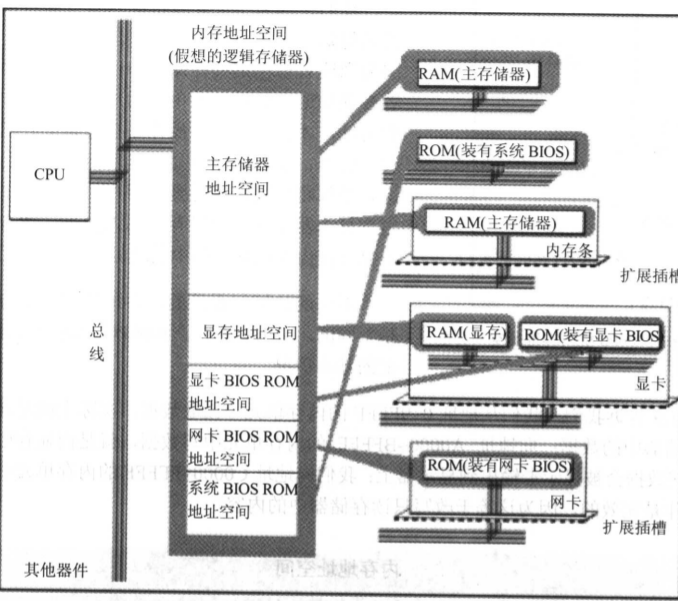 内存地址空间
(假想的逻辑存储器)
RAM(主存储器)
ROM(装有系统 BIOS)
CPU
主存储器
地址空间
RAM(主存储器)
内存条
扩展插槽
总
线
显存地址空间
RAM(显存)
ROM(装有显卡 BIOS)
显卡
显卡 BIOS ROM
地址空间
网卡 BIOS ROM
地址空间
ROM(装有网卡 BIOS)
网卡
扩展插槽
系统 BIOS ROM
地址空间
其他器件